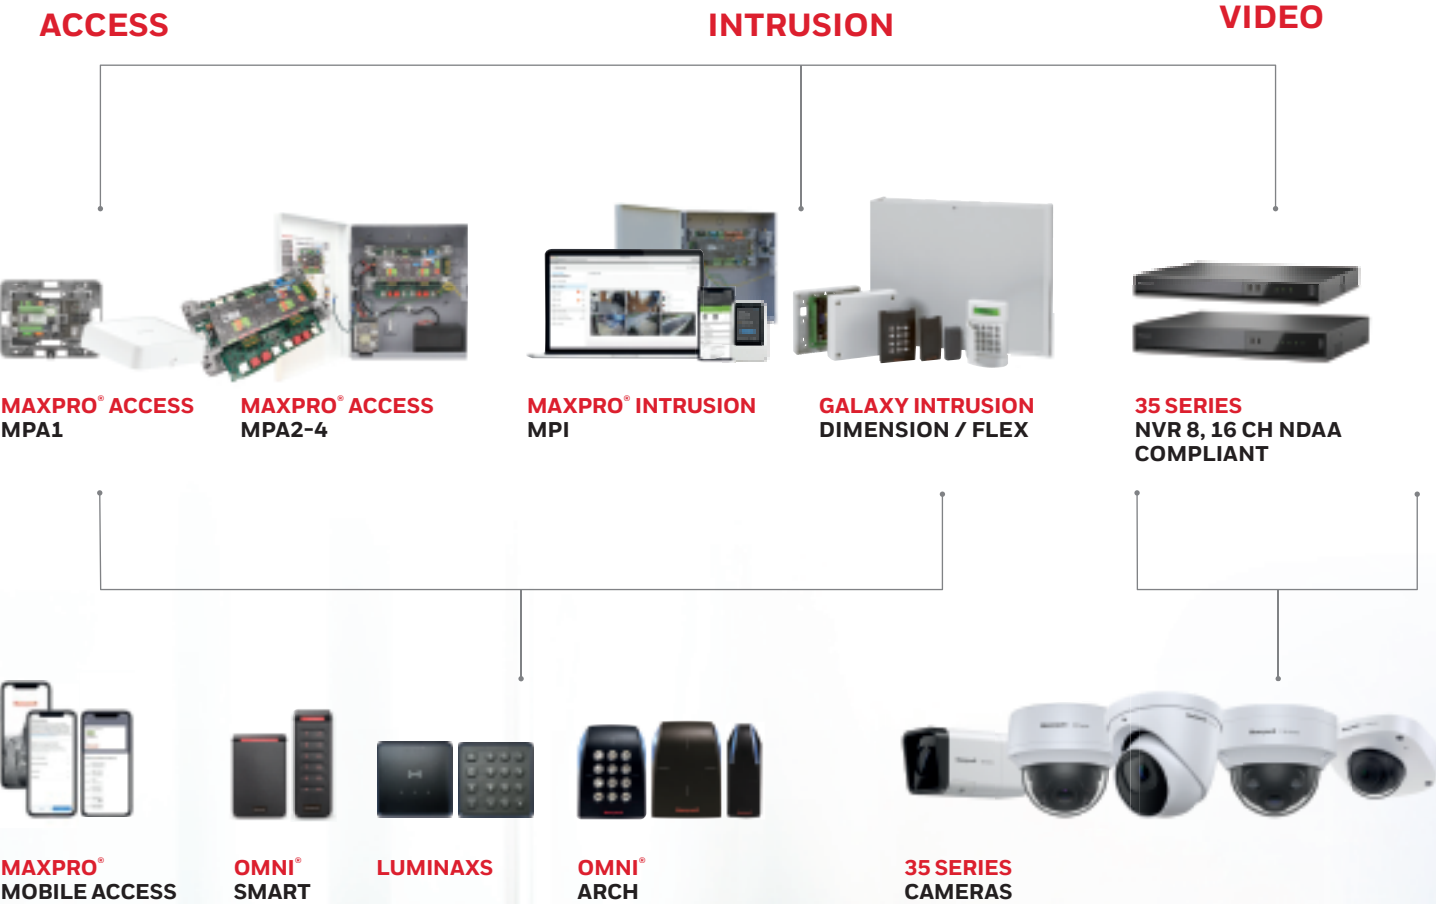 ACCESS
INTRUSION
VIDEO
MAXPRO® ACCESS
MPA1
MAXPRO® ACCESS
MPA2-4
MAXPRO® INTRUSION
MPI
GALAXY INTRUSION
DIMENSION / FLEX
35 SERIES
NVR 8, 16 CH NDAA
COMPLIANT
MAXPRO®
MOBILE ACCESS
OMNI®
SMART
LUMINAXS
OMNI®
ARCH
35 SERIES
CAMERAS